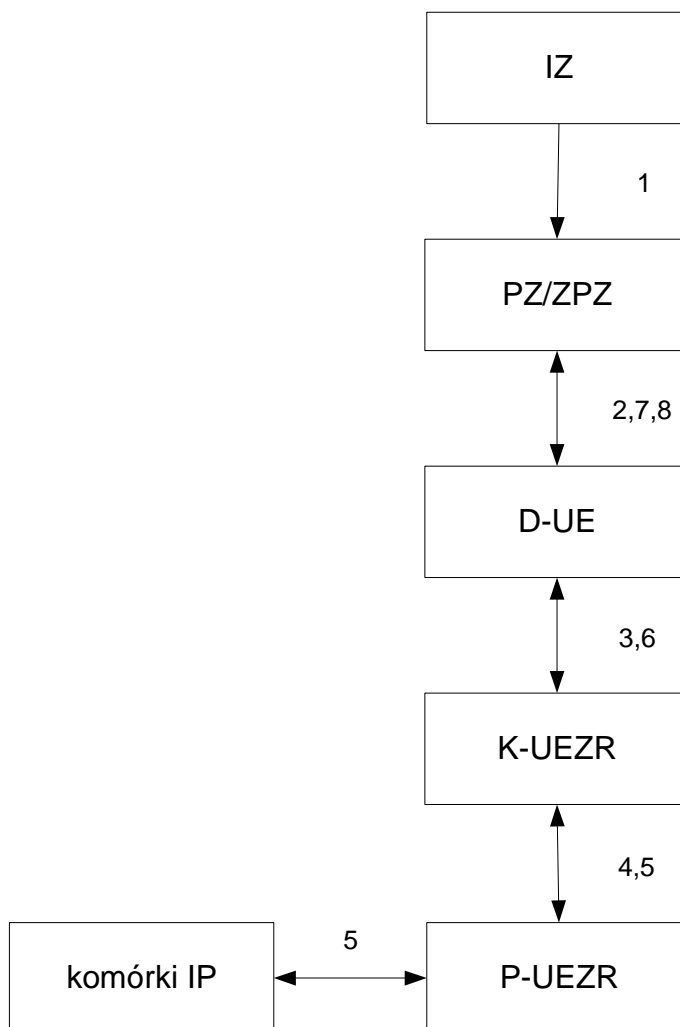 IZ
1
PZ/ZPZ
2,7,8
D-UE
3,6
K-UEZR
4,5
5
komórki IP
P-UEZR